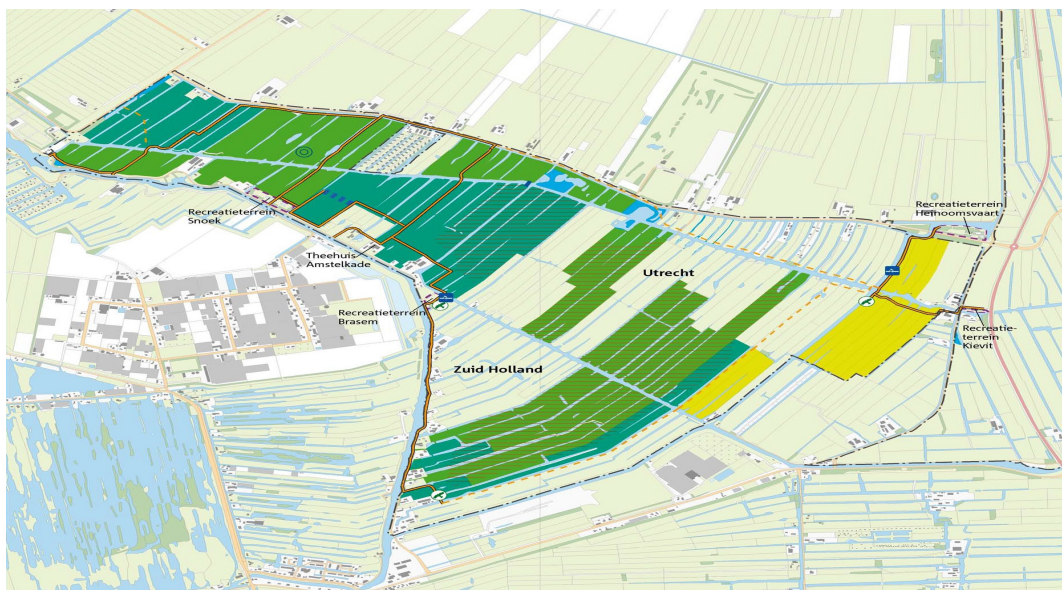 Recreatieterrein
Snoek
Theehuis
Amstelkade
Recreatieterrein
Brasem
Zuid Holland
Utrecht
Recreatieterrein
Heinoomsvaart
Recreatie-
terrein
Kievit